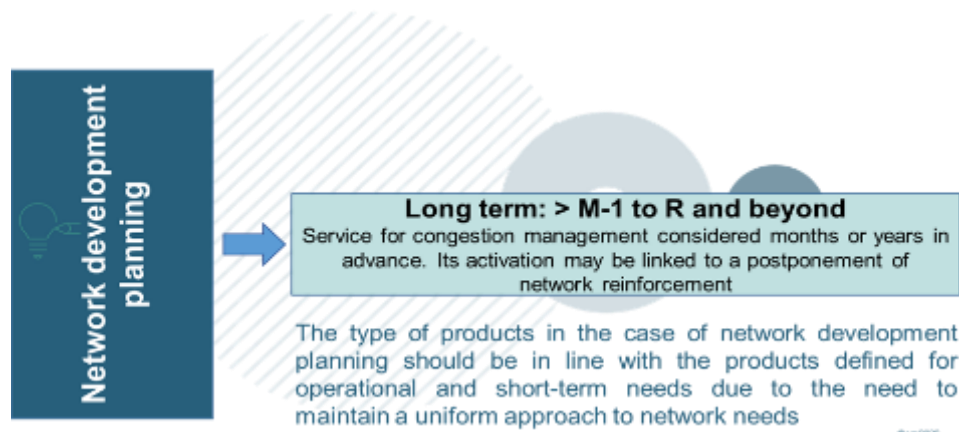 Network development
planning
Long term: > M-1 to R and beyond
Service for congestion management considered months or years in
advance. Its activation may be linked to a postponement of
network reinforcement
The type of products in the case of network development
planning should be in line with the products defined for
operational and short-term needs due to the need to
maintain a uniform approach to network needs